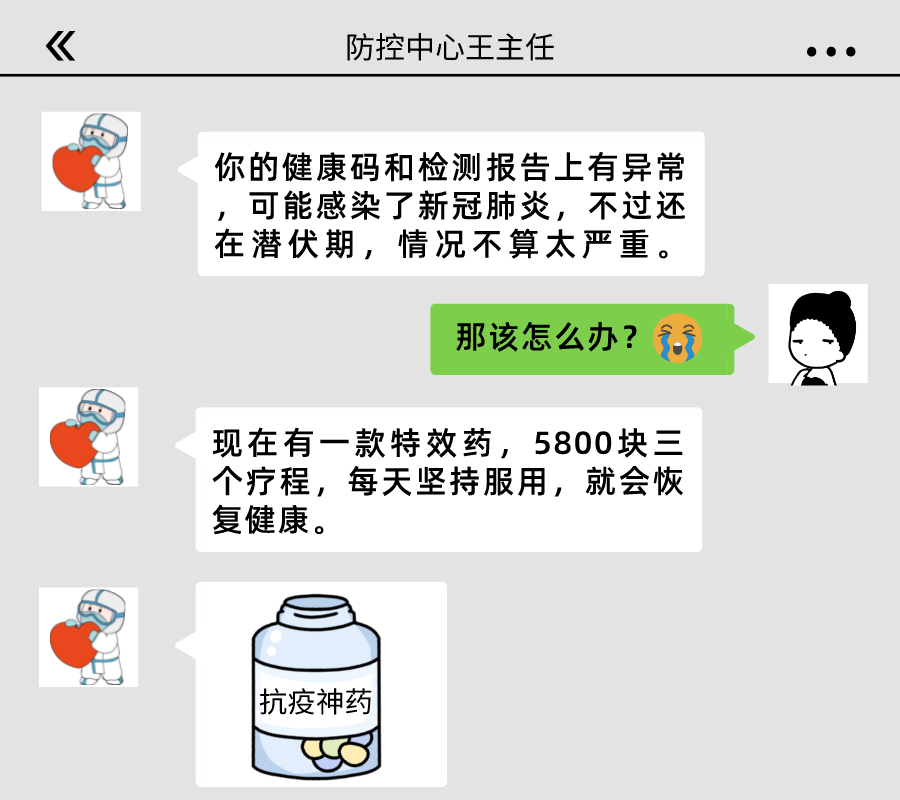 防控中心王主任
你的健康码和检测报告上有异常
，可能感染了新冠肺炎，不过还
在潜伏期，情况不算太严重。
那该怎么办？
现在有一款特效药，5800块三
个疗程，每天坚持服用，就会恢
复健康。
抗疫神药